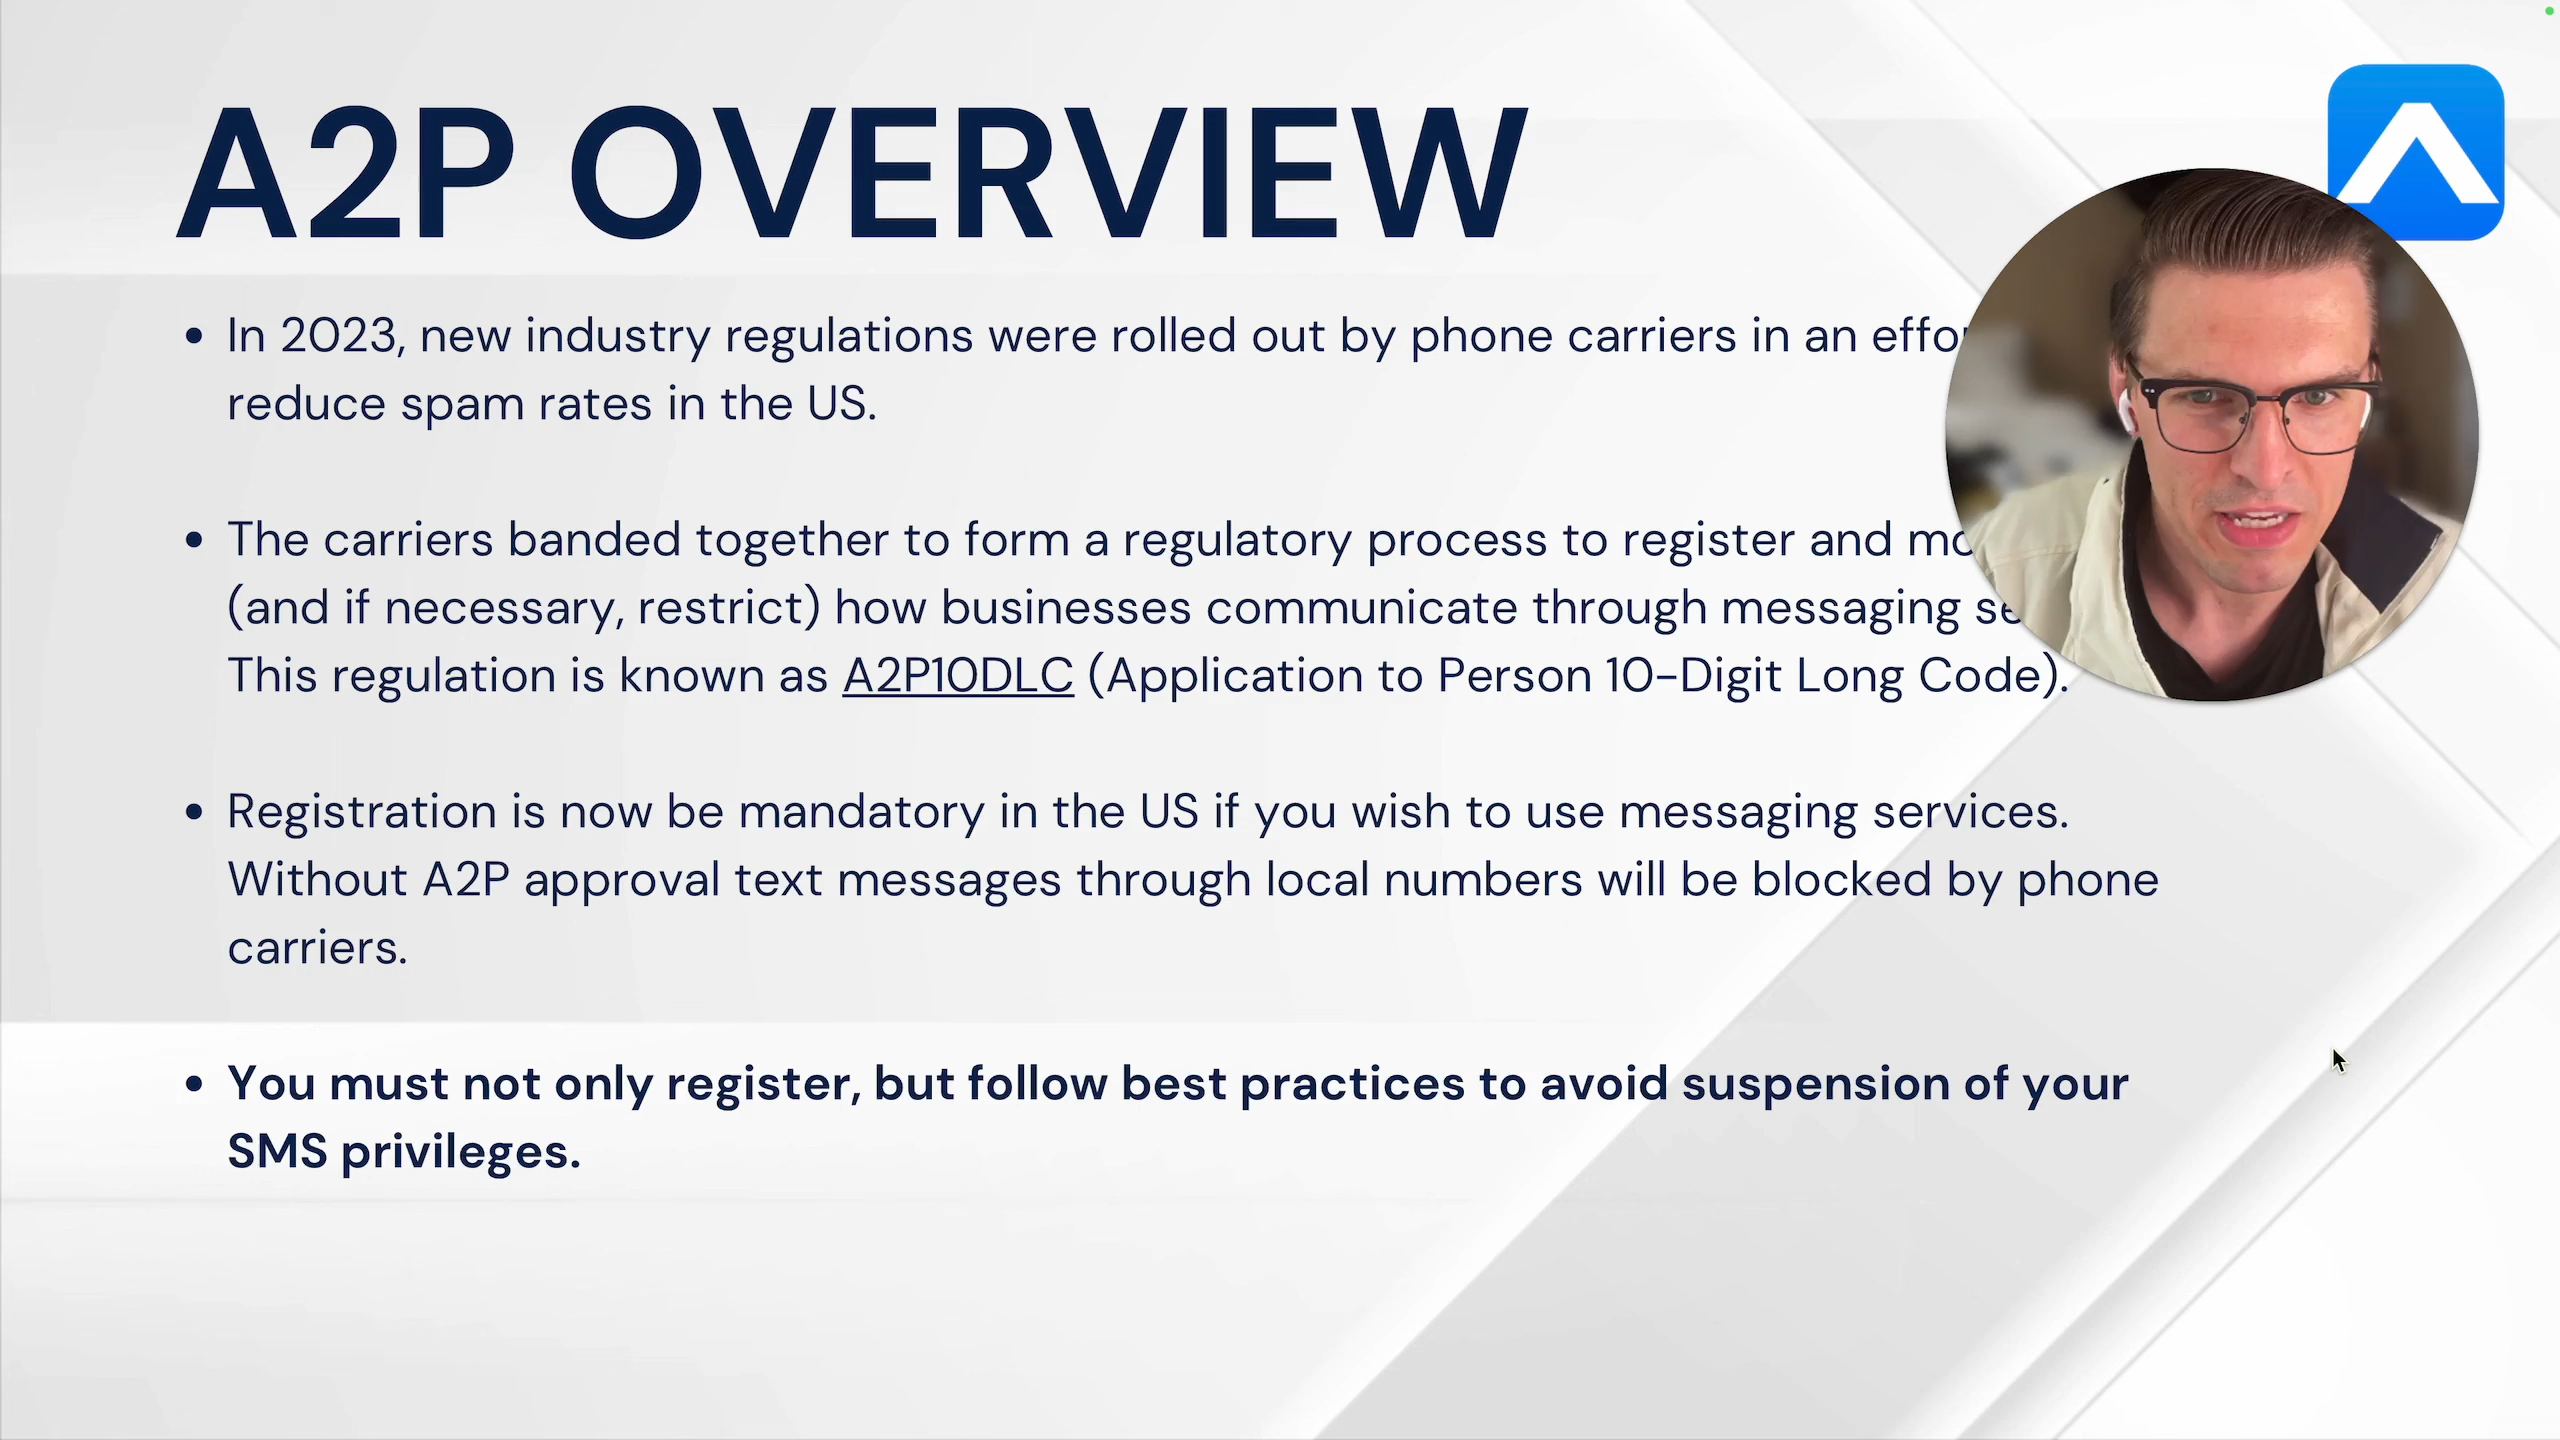 A2P OVERVIEW
• In 2023, new industry regulations were rolled out by phone carriers in an
reduce spam rates in the US.
• The carriers banded together to form a regulatory process to register and
(and if necessary, restrict) how businesses communicate through messaging
This regulation is known as A2P10DLC (Application to Person 10-Digit Long Code).
• Registration is now be mandatory in the US if you wish to use messaging services.
Without A2P approval text messages through local numbers will be blocked by phone
carriers.
• You must not only register, but follow best practices to avoid suspension of your
SMS privileges.